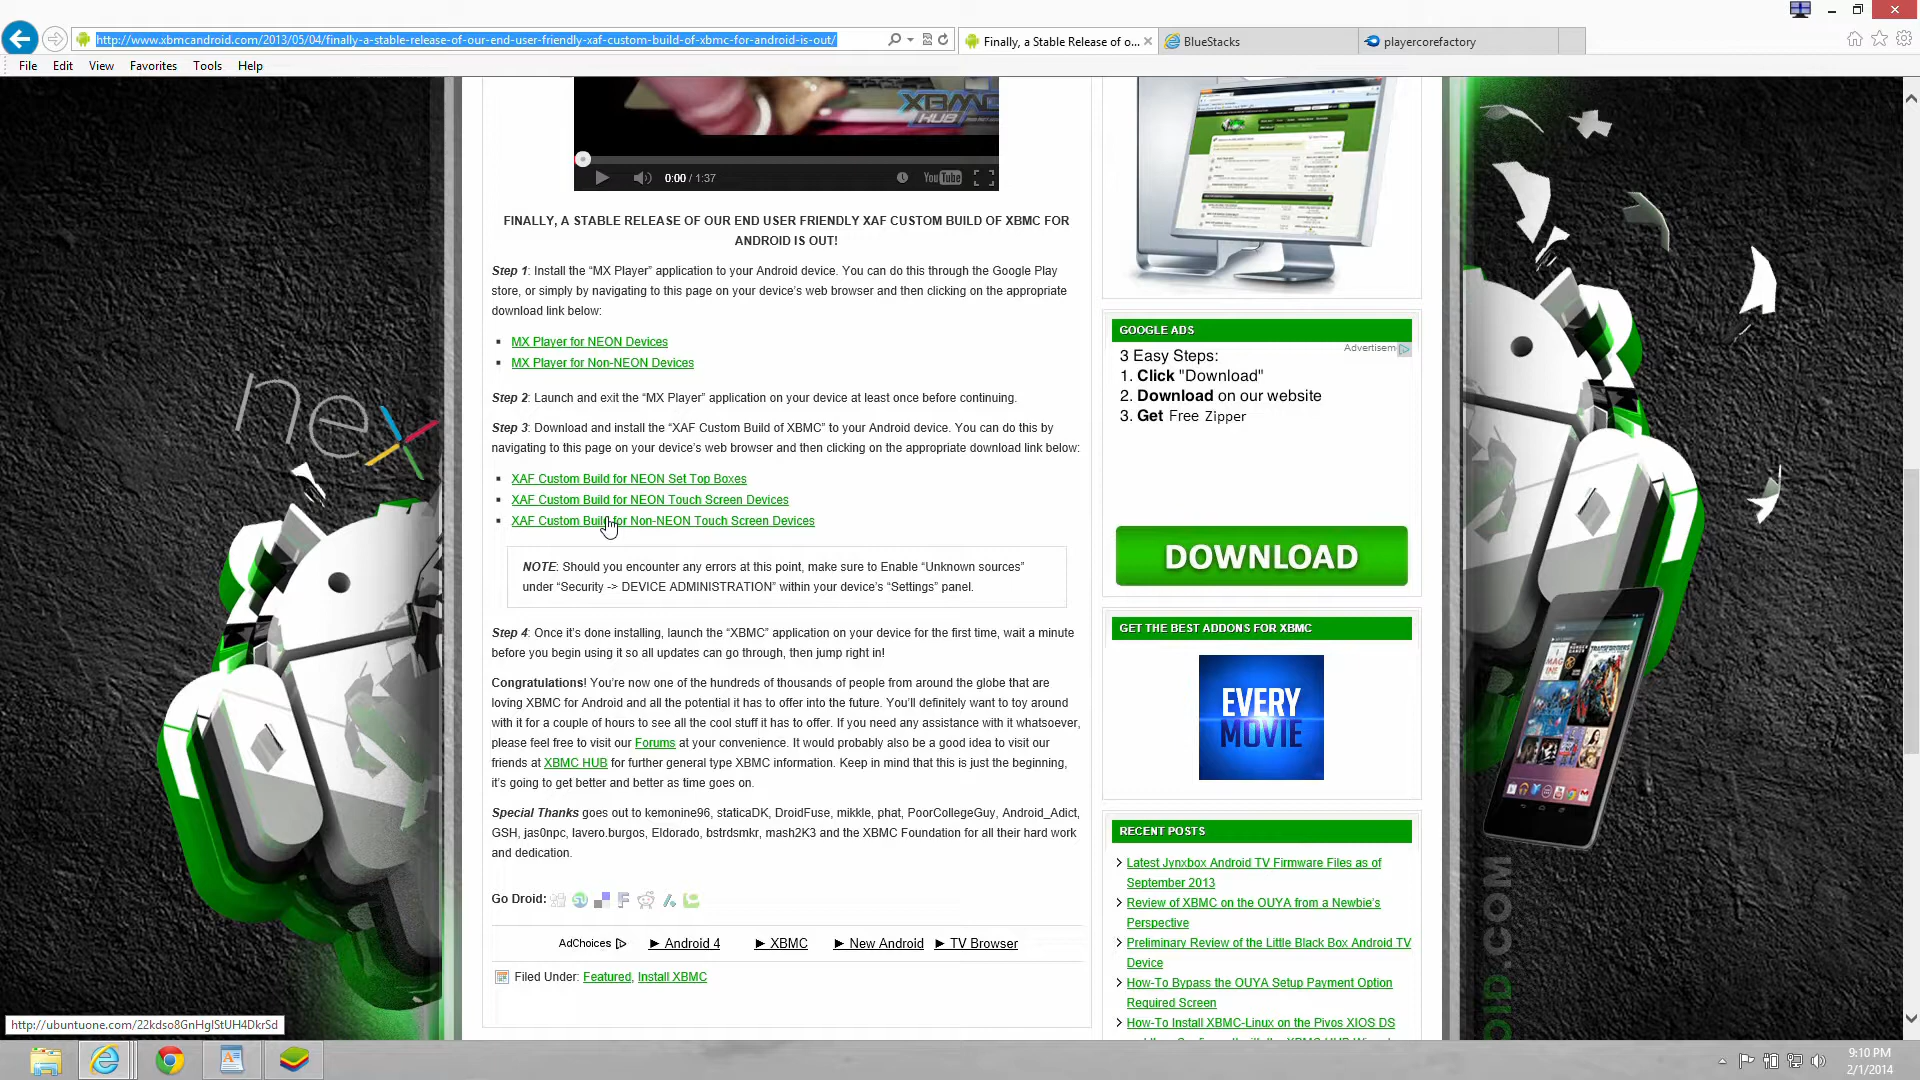 http://www.xbmcandroid.com/2013/05/04/finally-a-stable-release-of-our-end-user-friendly-xaf-custom-build-of-xbmc-for-android-is-out/
Finally, a Stable Release of o...
BlueStacks
playercorefactory
File Edit View Favorites Tools Help
XBMC
HUB
0:00 / 1:37
YouTube
FINALLY, A STABLE RELEASE OF OUR END USER FRIENDLY XAF CUSTOM BUILD OF XBMC FOR
ANDROID IS OUT!
Step 1: Install the “MX Player” application to your Android device. You can do this through the Google Play
store, or simply by navigating to this page on your device’s web browser and then clicking on the appropriate
download link below:
MX Player for NEON Devices
MX Player for Non-NEON Devices
Step 2: Launch and exit the “MX Player” application on your device at least once before continuing.
Step 3: Download and install the “XAF Custom Build of XBMC” to your Android device. You can do this by
navigating to this page on your device’s web browser and then clicking on the appropriate download link below:
XAF Custom Build for NEON Set Top Boxes
XAF Custom Build for NEON Touch Screen Devices
XAF Custom Build for Non-NEON Touch Screen Devices
NOTE: Should you encounter any errors at this point, make sure to Enable “Unknown sources”
under “Security -> DEVICE ADMINISTRATION” within your device’s “Settings” panel.
Step 4: Once it’s done installing, launch the “XBMC” application on your device for the first time, wait a minute
before you begin using it so all updates can go through, then jump right in!
Congratulations! You’re now one of the hundreds of thousands of people from around the globe that are
loving XBMC for Android and all the potential it has to offer into the future. You’ll definitely want to toy around
with it for a couple of hours to see all the cool stuff it has to offer. If you need any assistance with it whatsoever,
please feel free to visit our Forums at your convenience. It would probably also be a good idea to visit our
friends at XBMC HUB for further general type XBMC information. Keep in mind that this is just the beginning,
it’s going to get better and better as time goes on.
Special Thanks goes out to kemonine96, staticaDK, DroidFuse, mikkle, phat, PoorCollegeGuy, Android_Adict,
GSH, jas0npc, lavero.burgos, Eldorado, bstrdsmkr, mash2K3 and the XBMC Foundation for all their hard work
and dedication.
Go Droid:
AdChoices
Android 4
XBMC
New Android
TV Browser
Filed Under: Featured, Install XBMC
GOOGLE ADS
Advertisem
3 Easy Steps:
1. Click "Download"
2. Download on our website
3. Get Free Zipper
DOWNLOAD
GET THE BEST ADDONS FOR XBMC
EVERY
MOVIE
RECENT POSTS
Latest Jynxbox Android TV Firmware Files as of
September 2013
Review of XBMC on the OUYA from a Newbie’s
Perspective
Preliminary Review of the Little Black Box Android TV
Device
How-To Bypass the OUYA Setup Payment Option
Required Screen
How-To Install XBMC-Linux on the Pivos XIOS DS
nex
OID.COM
http://ubuntuone.com/22kdso8GnHglStUH4DkrSd
9:10 PM
2/1/2014